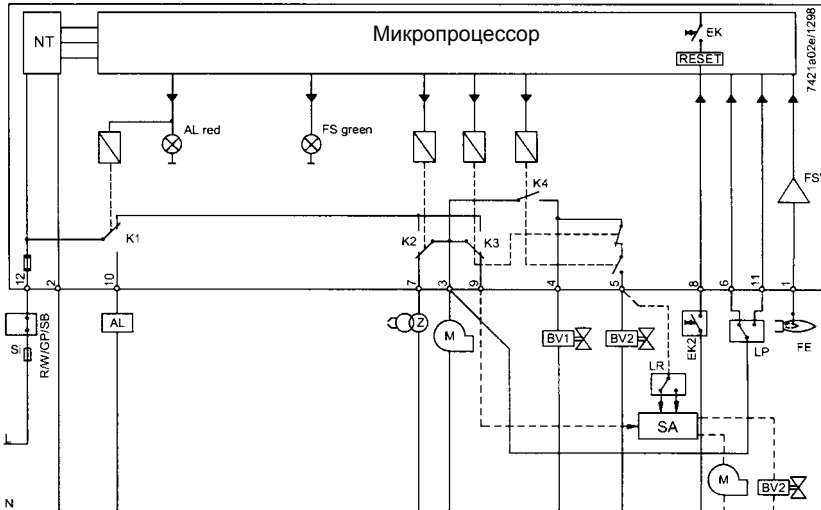 NT
Микропроцессор
EK
RESET
7421a02e/1298
AL red
FS green
FSV
K4
K1
K2
K3
12
2
10
7
3
9
4
5
8
6
11
1
Si
R/W/GP/SB
AL
Z
M
BV1
BV2
EK2
LP
FE
LR
SA
L
M
BV2
N